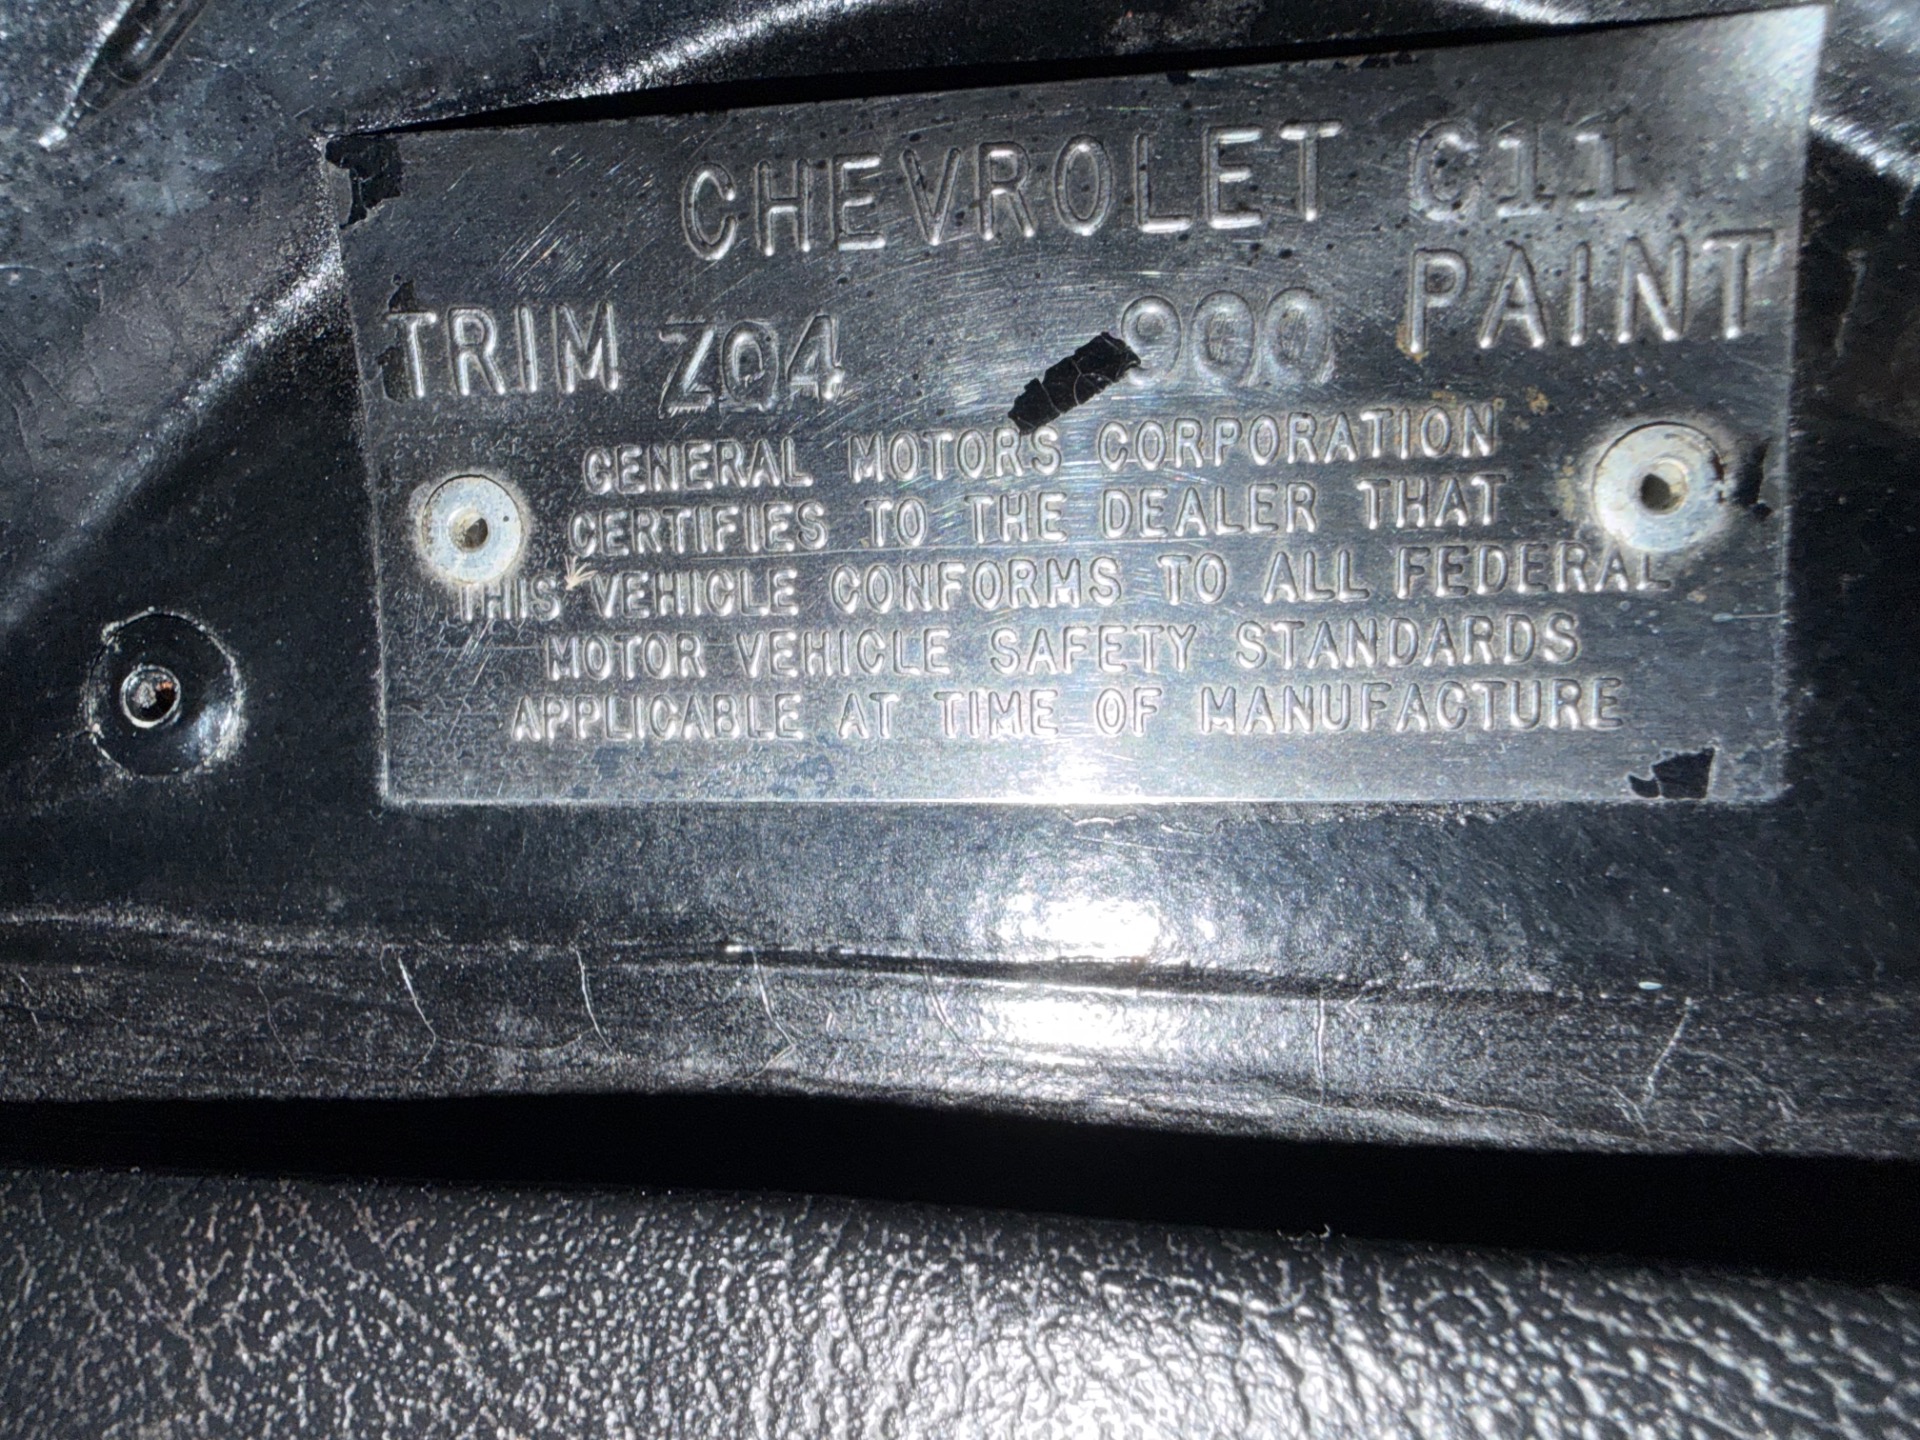 CHEVROLET C11
TRIM ZQ4 900 PAINT
GENERAL MOTORS CORPORATION
CERTIFIES TO THE DEALER THAT
THIS VEHICLE CONFORMS TO ALL FEDERAL
MOTOR VEHICLE SAFETY STANDARDS
APPLICABLE AT TIME OF MANUFACTURE